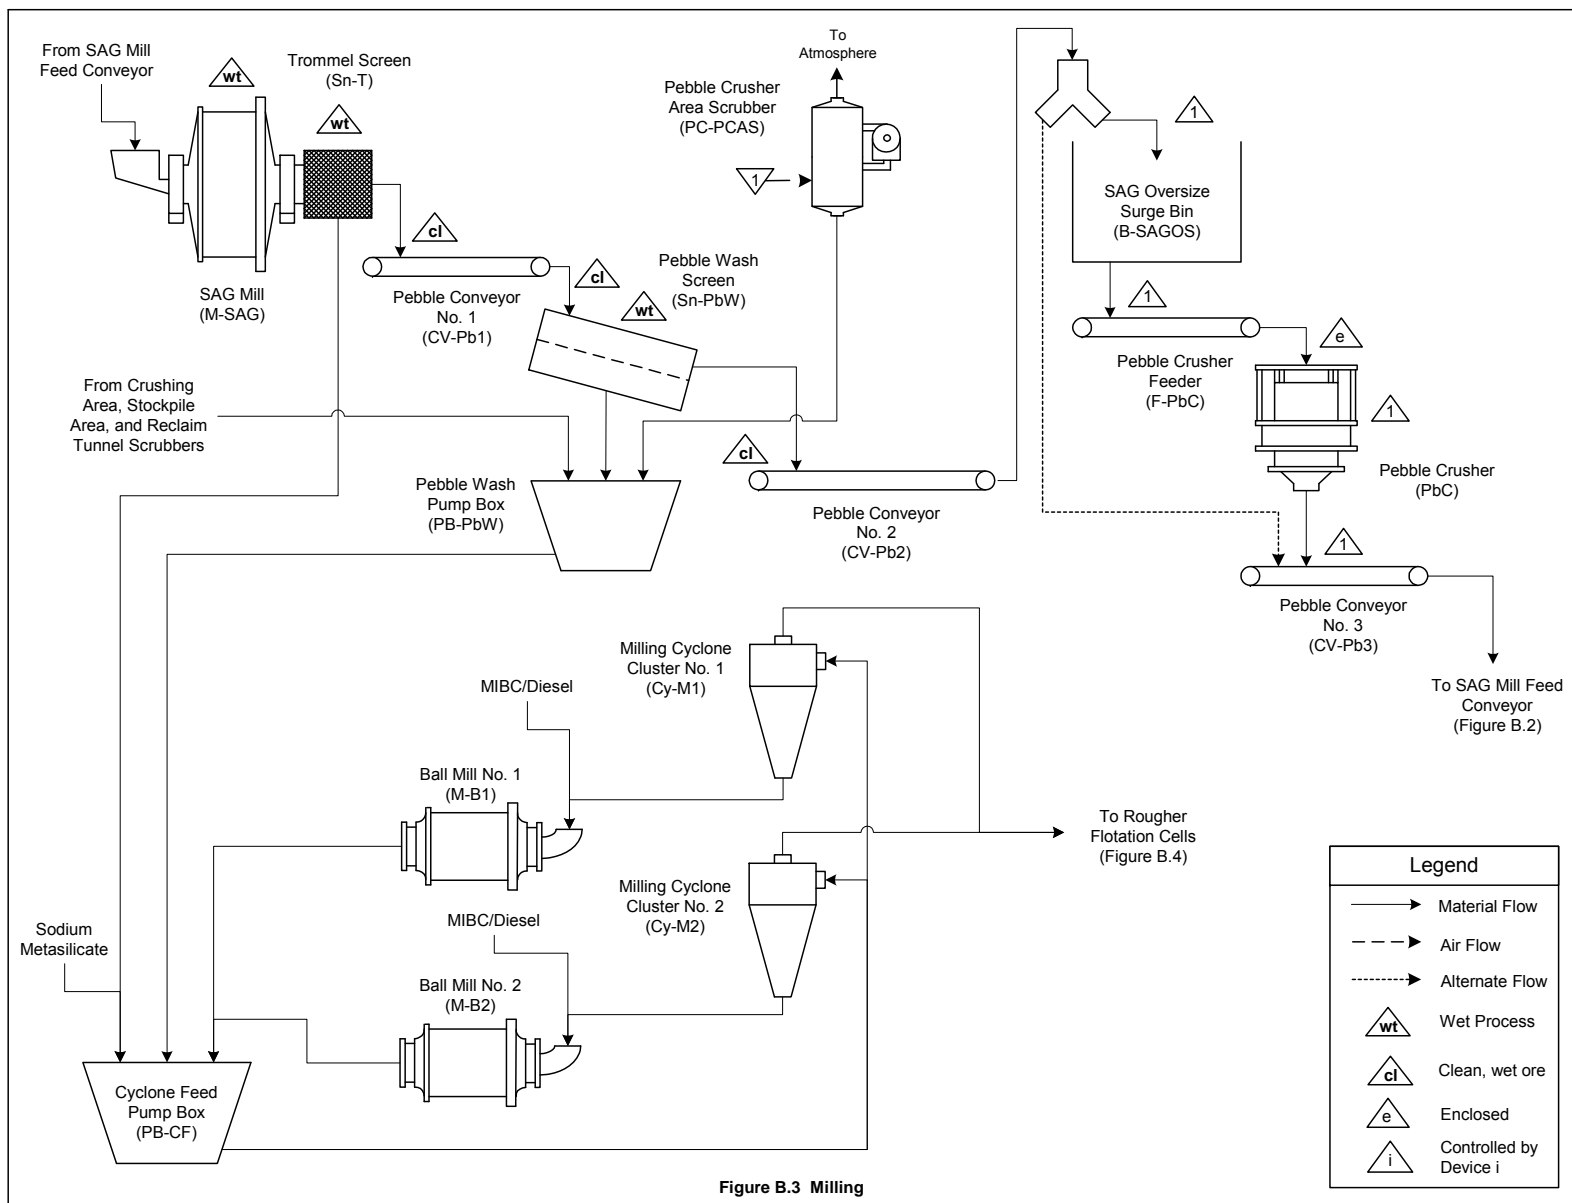 From SAG Mill
Feed Conveyor
wt
Trommel Screen
(Sn-T)
wt
SAG Mill
(M-SAG)
cl
Pebble Conveyor
No. 1
(CV-Pb1)
cl
Pebble Wash
Screen
(Sn-PbW)
wt
To
Atmosphere
Pebble Crusher
Area Scrubber
(PC-PCAS)
1
1
SAG Oversize
Surge Bin
(B-SAGOS)
1
Pebble Crusher
Feeder
(F-PbC)
e
1
Pebble Crusher
(PbC)
From Crushing
Area, Stockpile
Area, and Reclaim
Tunnel Scrubbers
Pebble Wash
Pump Box
(PB-PbW)
cl
Pebble Conveyor
No. 2
(CV-Pb2)
1
Pebble Conveyor
No. 3
(CV-Pb3)
To SAG Mill Feed
Conveyor
(Figure B.2)
Milling Cyclone
Cluster No. 1
(Cy-M1)
MIBC/Diesel
Ball Mill No. 1
(M-B1)
To Rougher
Flotation Cells
(Figure B.4)
Milling Cyclone
Cluster No. 2
(Cy-M2)
MIBC/Diesel
Ball Mill No. 2
(M-B2)
Sodium
Metasilicate
Cyclone Feed
Pump Box
(PB-CF)
Legend
Material Flow
Air Flow
Alternate Flow
wt Wet Process
cl Clean, wet ore
e Enclosed
i Controlled by
Device i
Figure B.3 Milling